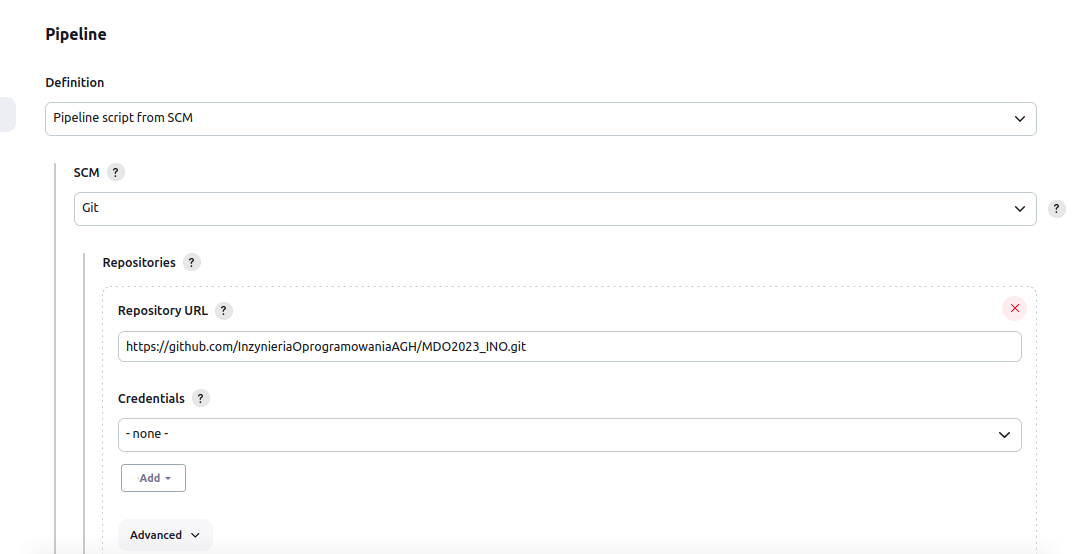 Pipeline
Definition
Pipeline script from SCM
SCM ?
Git
?
Repositories ?
Repository URL ?
https://github.com/InzynieriaOprogramowaniaAGH/MDO2023_INO.git
Credentials ?
- none -
Add
Advanced